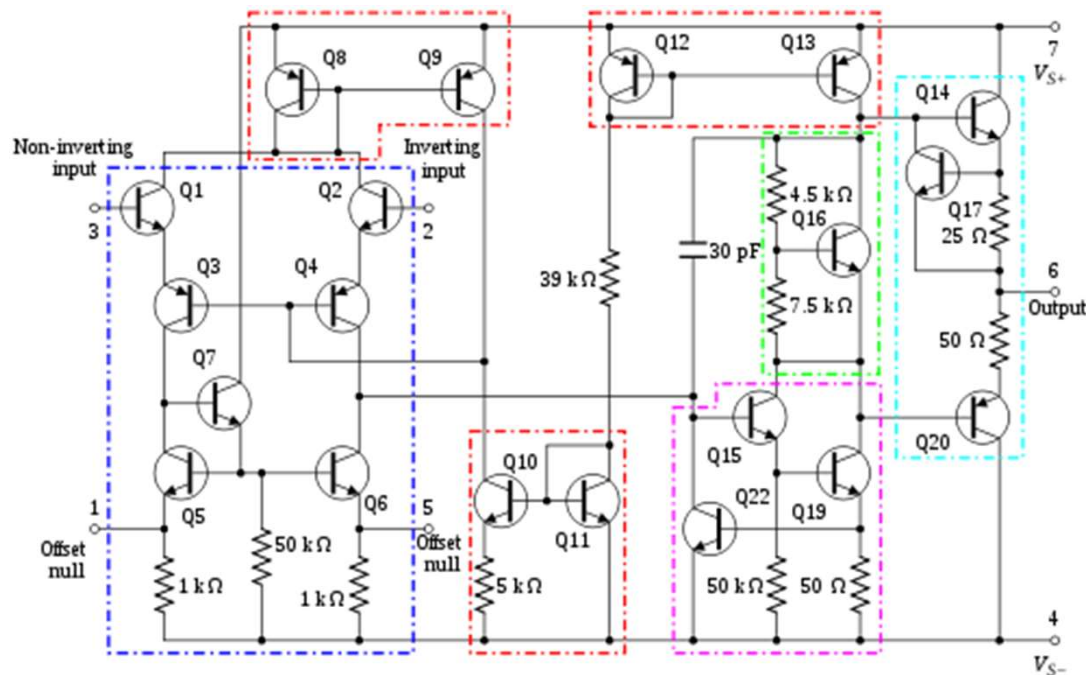 Q8
Q9
Q12
Q13
7
V_S+
Q14
Non-inverting
input
Inverting
input
Q1
Q2
3
2
4.5 kΩ
Q16
Q17
25 Ω
Q3
Q4
39 kΩ
30 pF
7.5 kΩ
6
Output
50 Ω
Q7
Q15
Q20
Q10
Q22
Q19
1
Q5
Q6
5
Q11
Offset
null
50 kΩ
Offset
null
1 kΩ
1 kΩ
5 kΩ
50 kΩ
50 Ω
4
V_S−